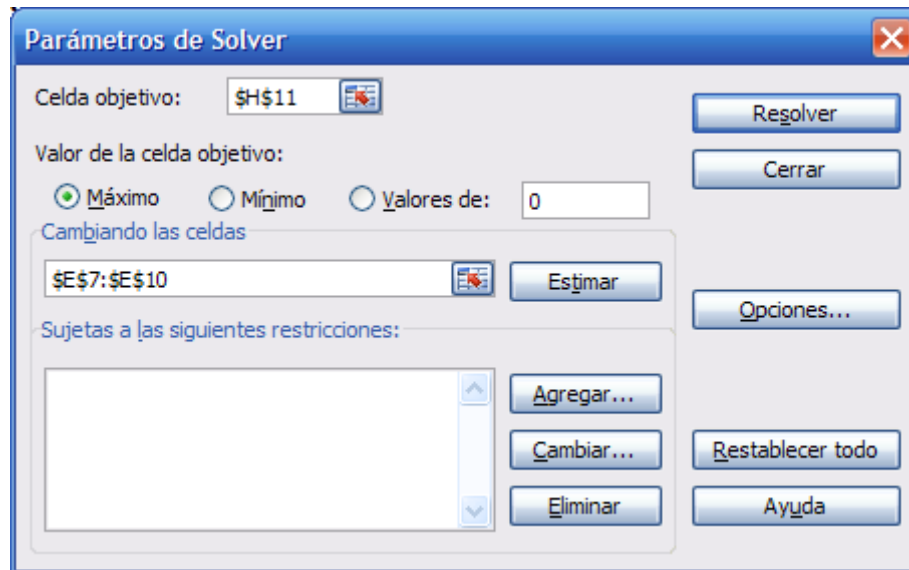 Parámetros de Solver
Celda objetivo: $H$11
Resolver
Valor de la celda objetivo:
Cerrar
Máximo Mínimo Valores de: 0
Cambiando las celdas
$E$7:$E$10 Estimar
Opciones...
Sujetas a las siguientes restricciones:
Agregar...
Cambiar... Restablecer todo
Eliminar Ayuda